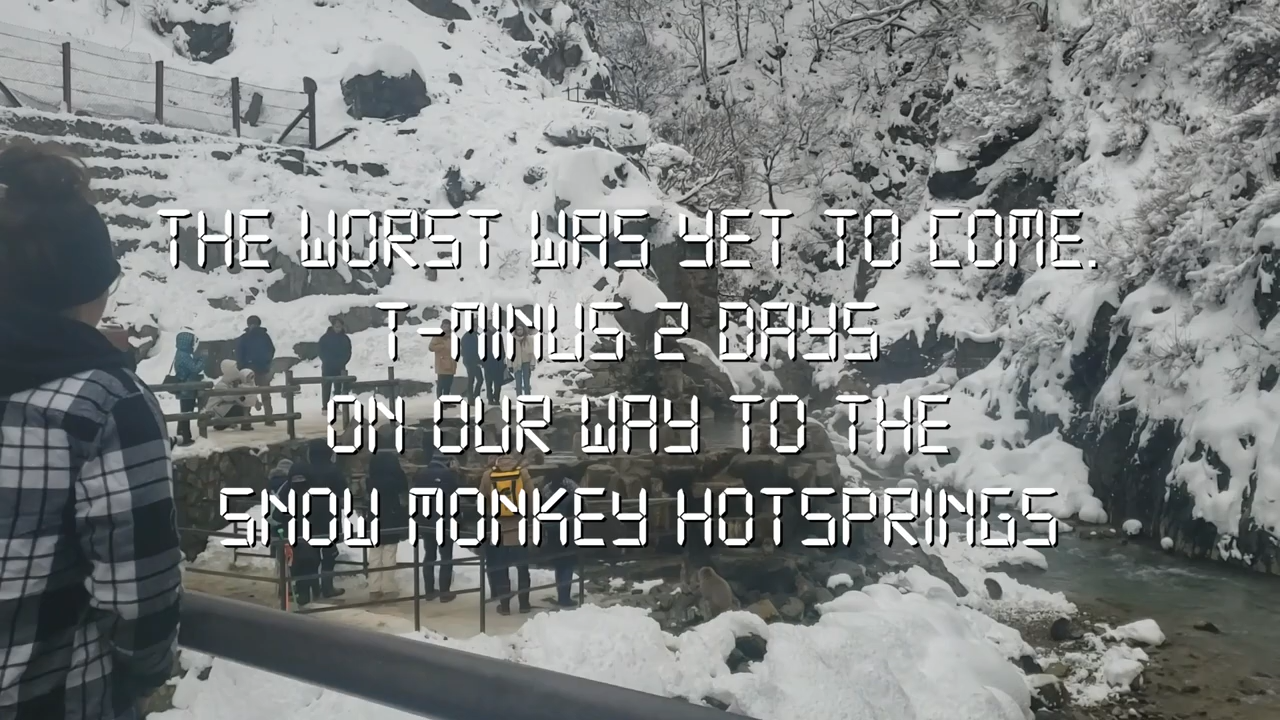 THE WORST WAS YET TO COME.
T-MINUS 2 DAYS
ON OUR WAY TO THE
SNOW MONKEY HOTSPRINGS